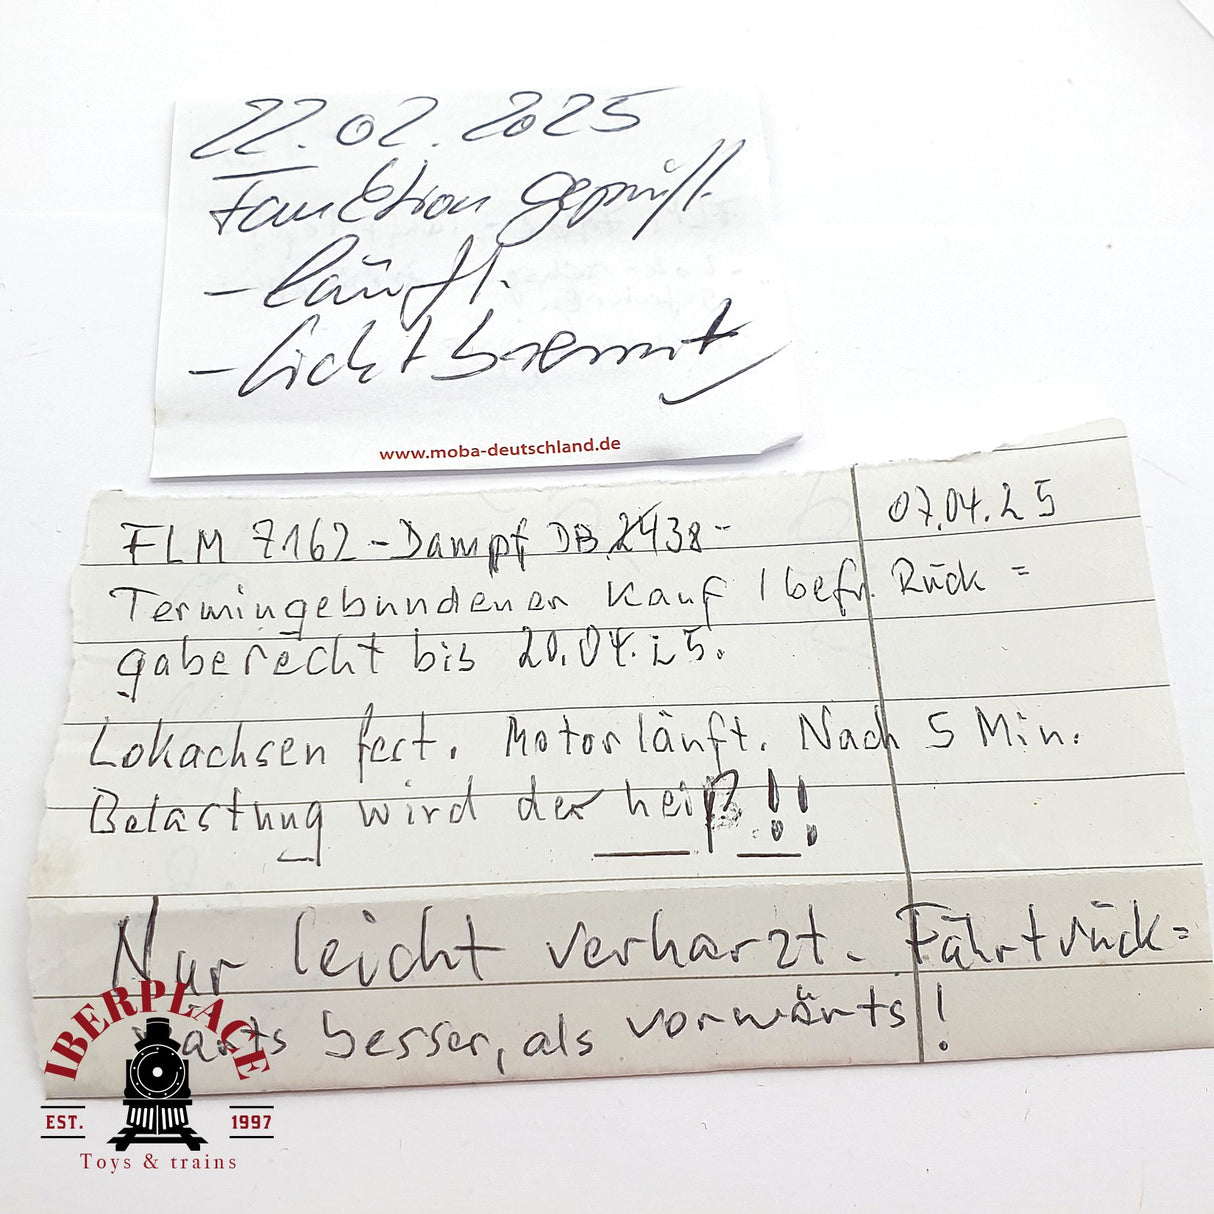 22.02.2025
Funktion geprüft.
- läuft.
- Licht brennt
www.moba-deutschland.de
07.04.25
FLM 7162 - Dampf DB 2438 -
Termingebundener Kauf / befr. Rück =
gaberecht bis 20.04.25.
Lokachsen fest. Motor läuft. Nach 5 Min.
Belastung wird der heiß!!
Nur leicht verharzt. Fährt rück =
wärts besser, als vorwärts!
IBERPLACE
EST. 1997
Toys & trains